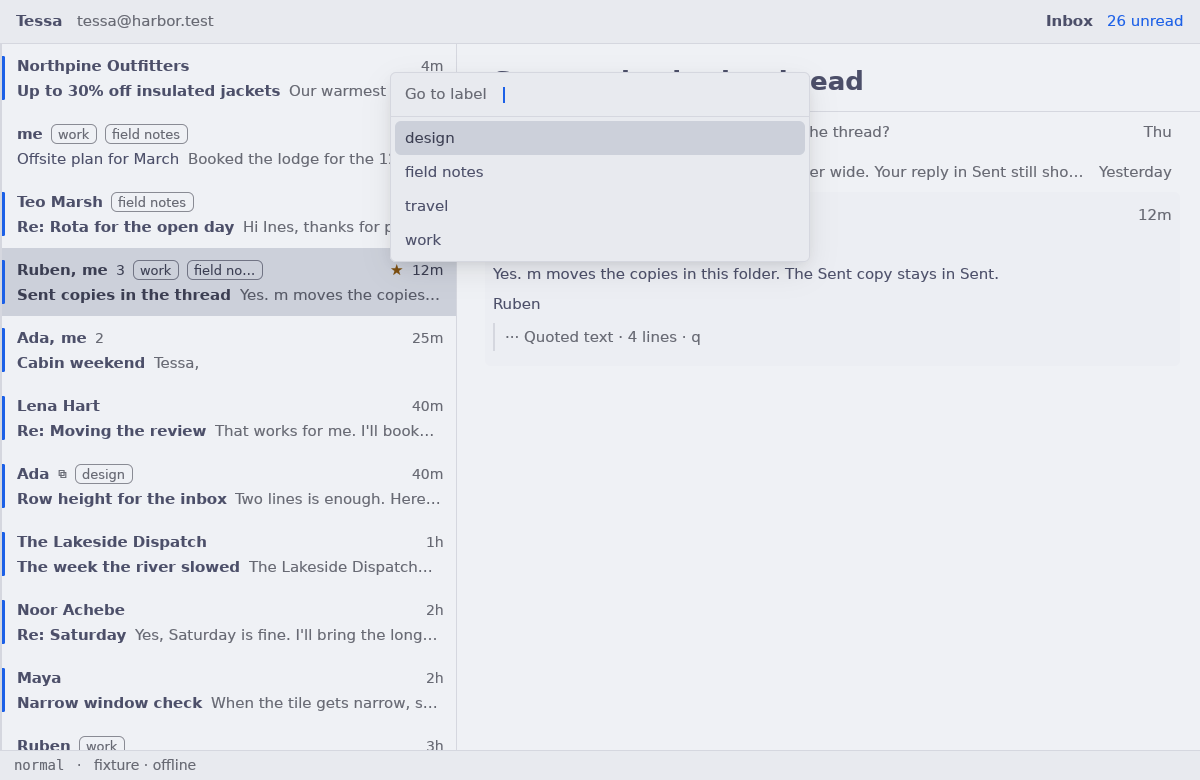 Tessa tessa@harbor.test
Inbox 26 unread
Northpine Outfitters 4m
Up to 30% off insulated jackets Our warmest
me work field notes
Offsite plan for March Booked the lodge for the
Teo Marsh field notes
Re: Rota for the open day Hi Ines, thanks for
Ruben, me 3 work field no… ★ 12m
Sent copies in the thread Yes. m moves the copies…
Ada, me 2 25m
Cabin weekend Tessa,
Lena Hart 40m
Re: Moving the review That works for me. I'll book…
Ada design 40m
Row height for the inbox Two lines is enough. Here…
The Lakeside Dispatch 1h
The week the river slowed The Lakeside Dispatch…
Noor Achebe 2h
Re: Saturday Yes, Saturday is fine. I'll bring the long…
Maya 2h
Narrow window check When the tile gets narrow, s…
Ruben work 3h
Go to label
design
field notes
travel
work
ead
he thread? Thu
er wide. Your reply in Sent still sho… Yesterday
12m
Yes. m moves the copies in this folder. The Sent copy stays in Sent.
Ruben
··· Quoted text · 4 lines · q
normal · fixture · offline